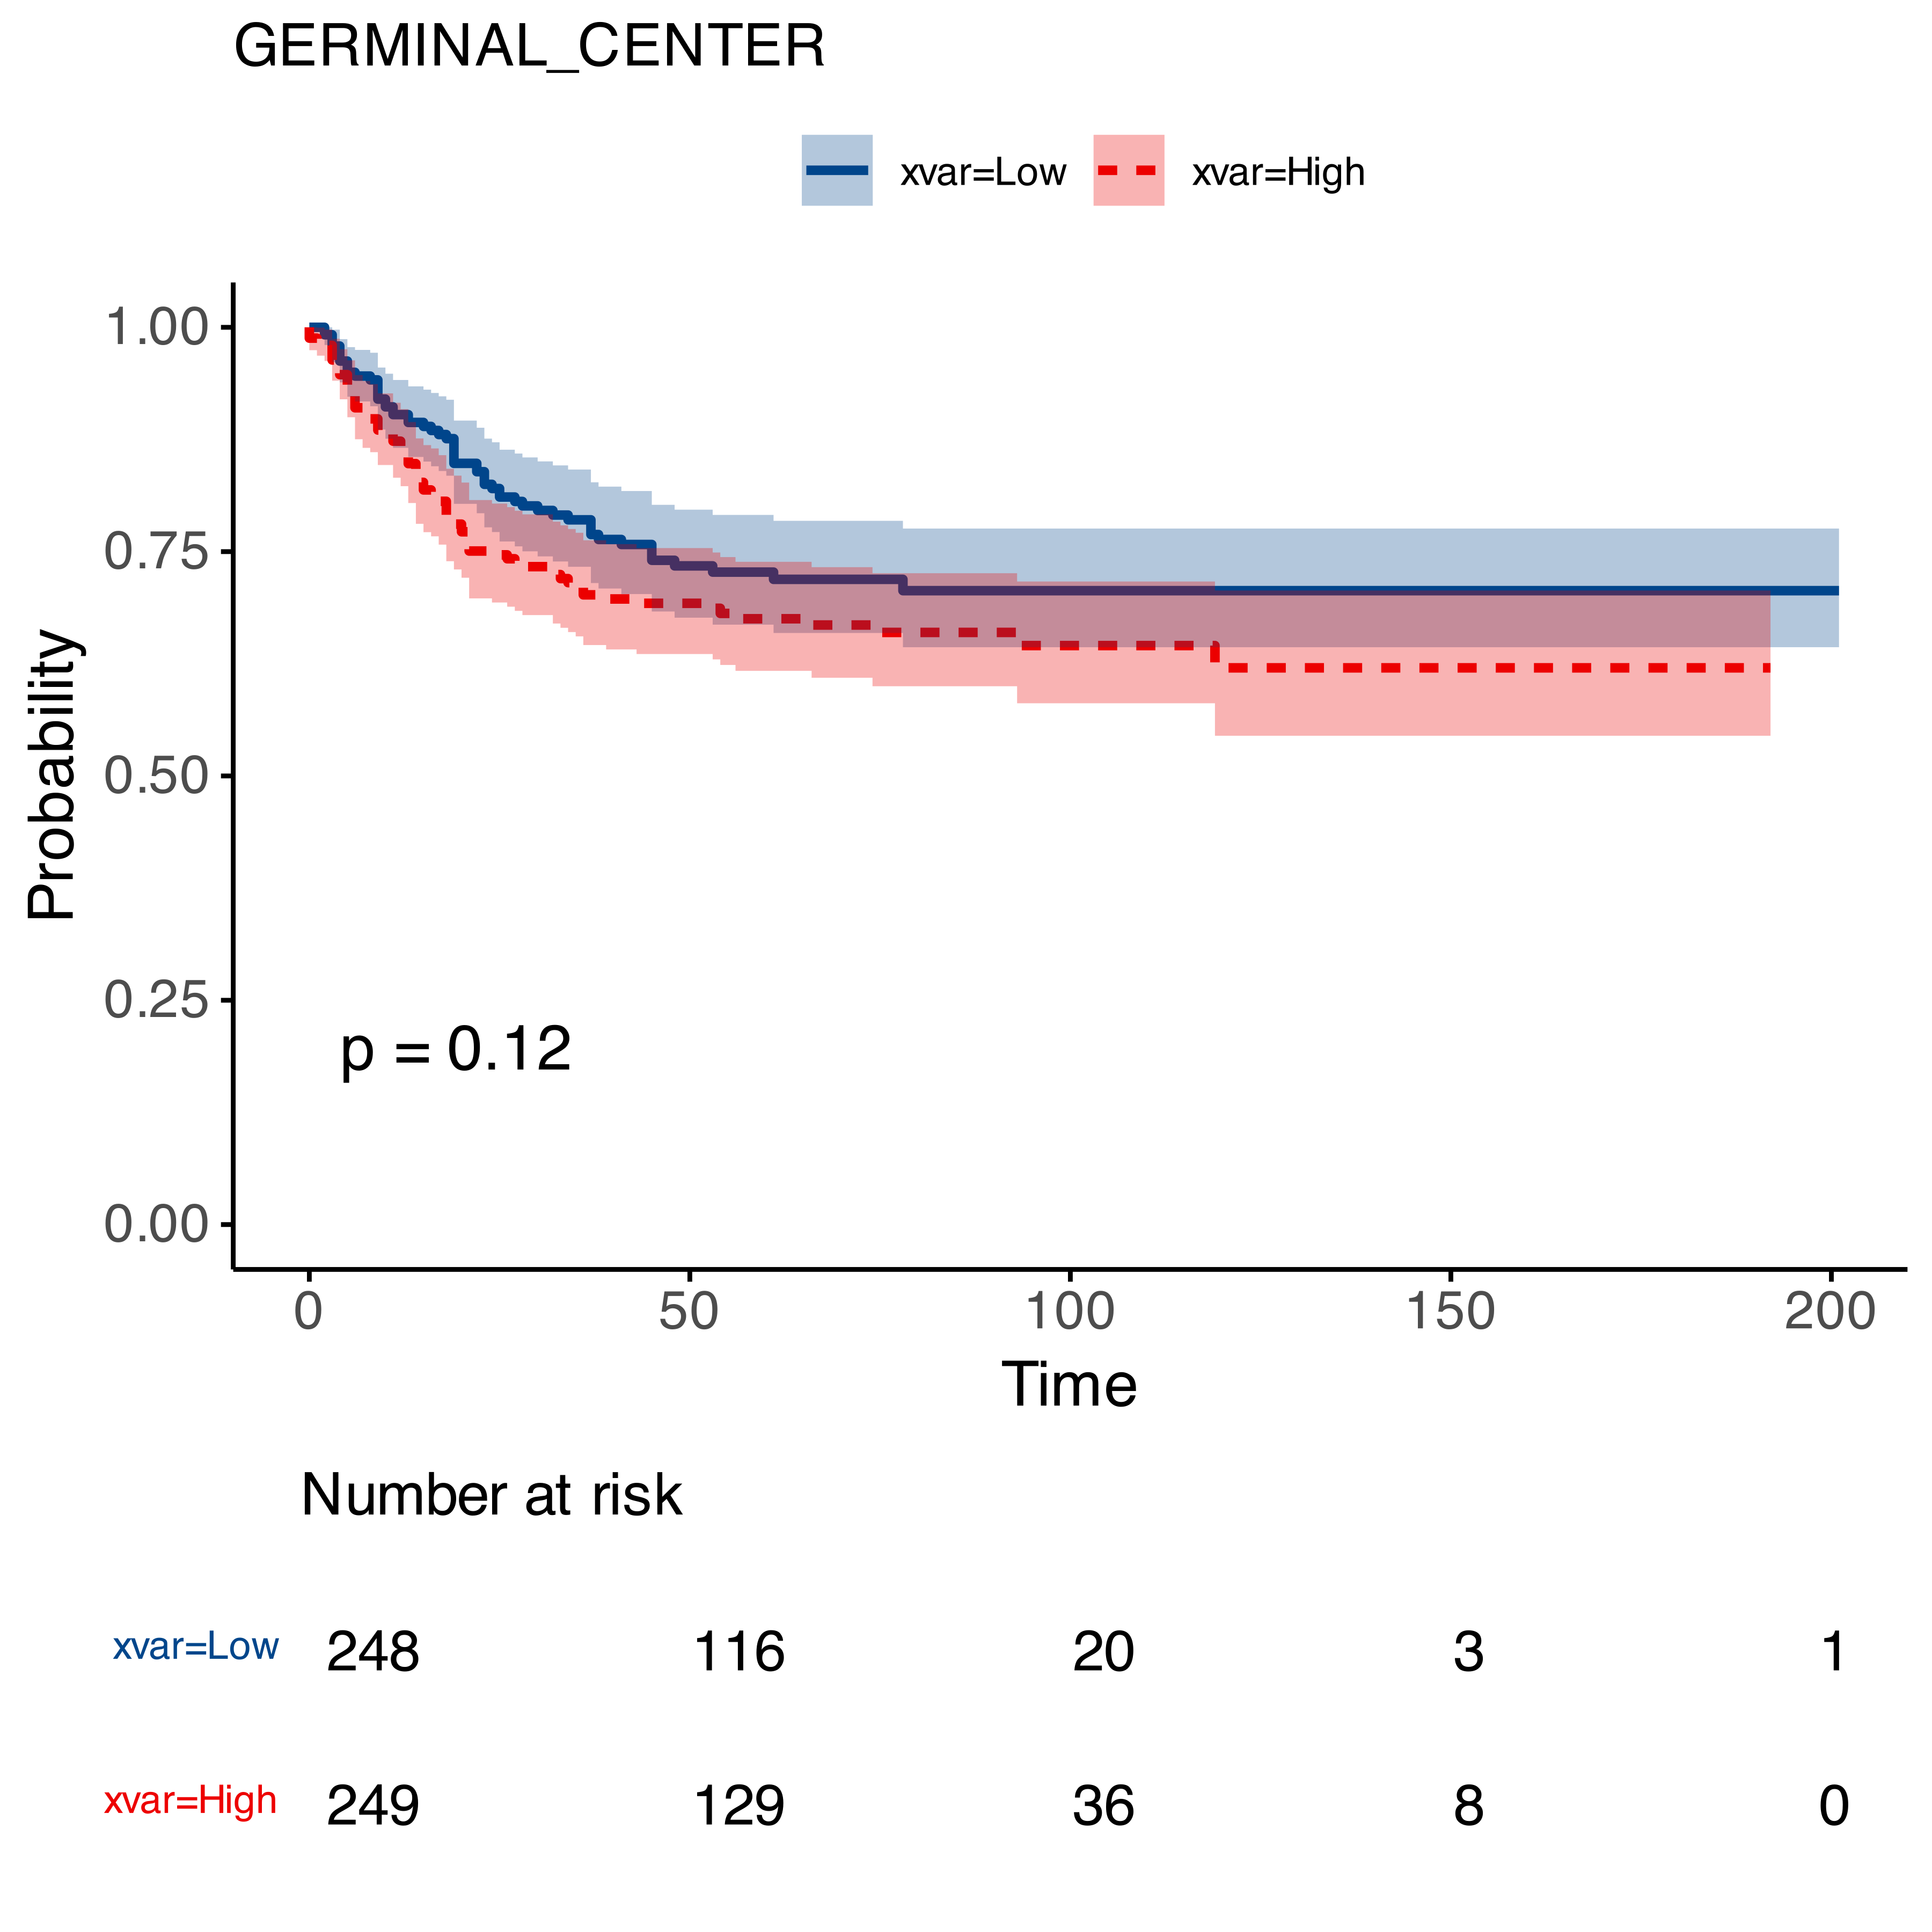 GERMINAL_CENTER
xvar=Low xvar=High
1.00
0.75
0.50
0.25
0.00
Probability
p = 0.12
0 50 100 150 200
Time
Number at risk
xvar=Low 248 116 20 3 1
xvar=High 249 129 36 8 0